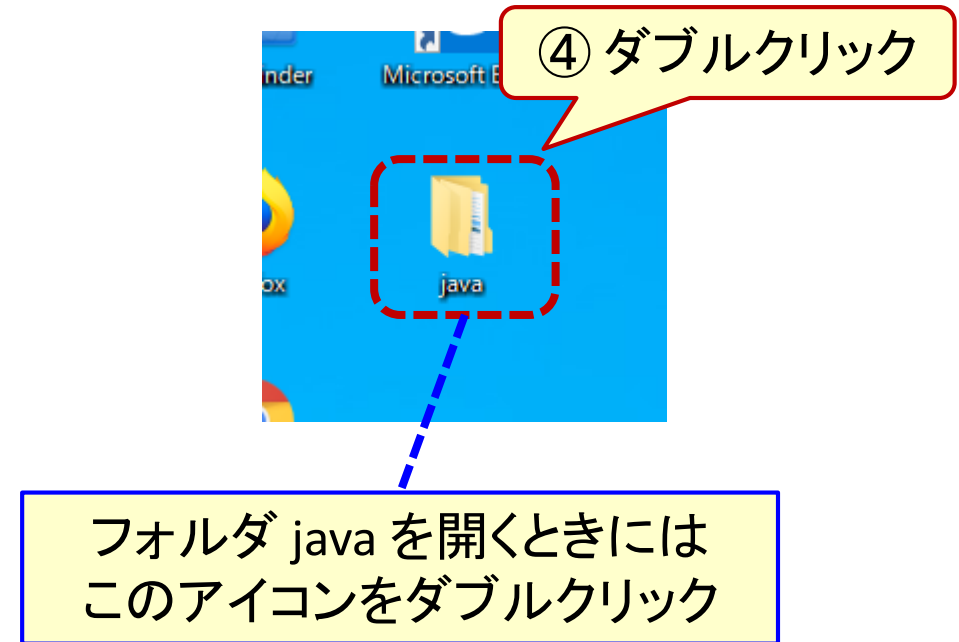 ④ ダブルクリック
nder
Microsoft E
ox
java
フォルダ java を開くときには
このアイコンをダブルクリック